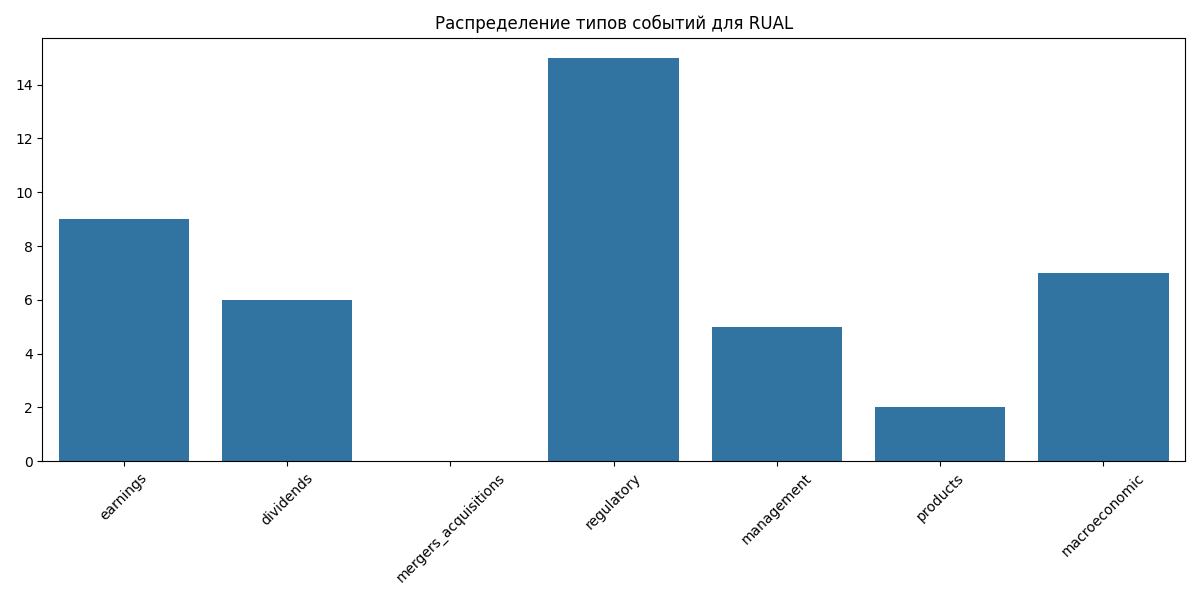 Распределение типов событий для RUAL
14
12
10
8
6
4
2
0
earnings
dividends
mergers_acquisitions
regulatory
management
products
macroeconomic